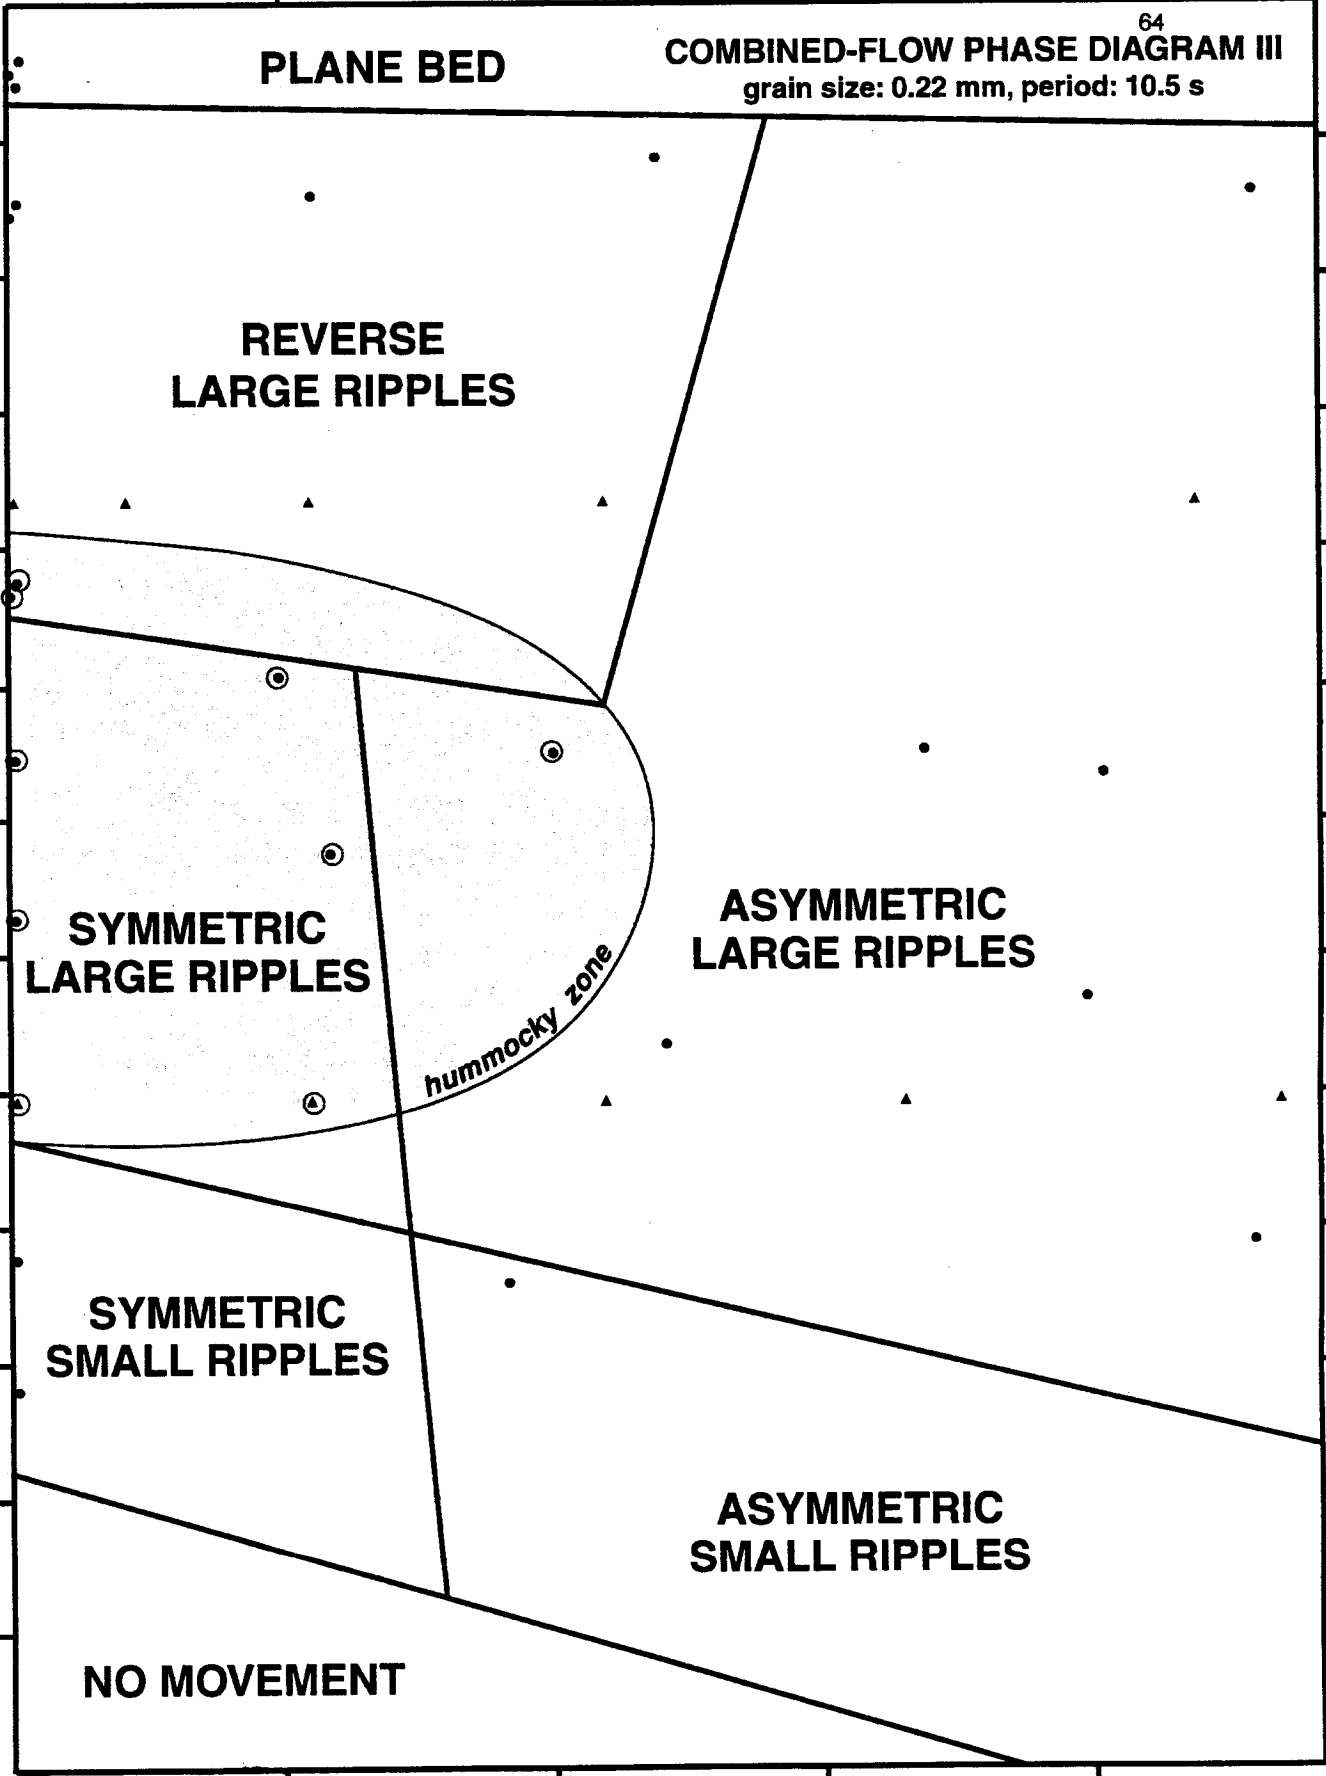 64
PLANE BED
COMBINED-FLOW PHASE DIAGRAM III
grain size: 0.22 mm, period: 10.5 s
REVERSE
LARGE RIPPLES
ASYMMETRIC
LARGE RIPPLES
SYMMETRIC
LARGE RIPPLES
hummocky zone
SYMMETRIC
SMALL RIPPLES
ASYMMETRIC
SMALL RIPPLES
NO MOVEMENT